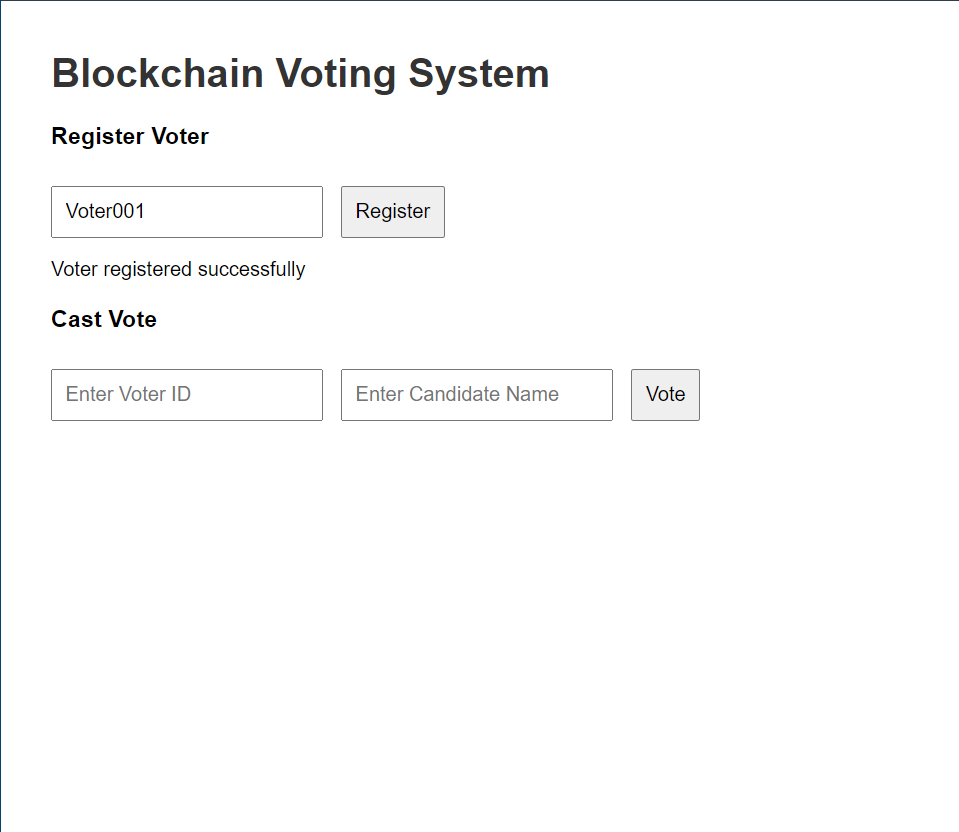 Blockchain Voting System
Register Voter
Voter001 Register
Voter registered successfully
Cast Vote
Enter Voter ID Enter Candidate Name Vote